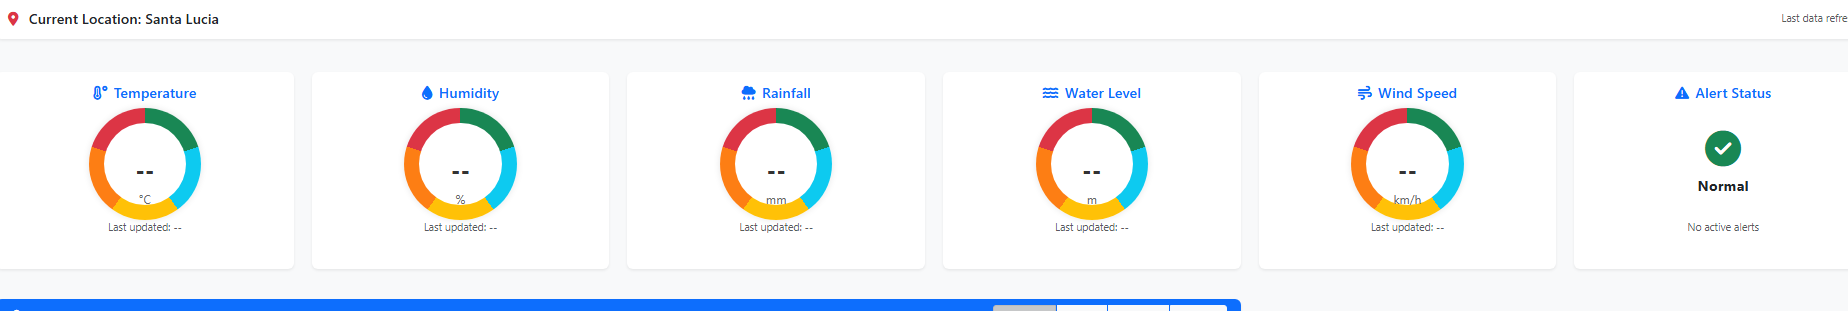 Current Location: Santa Lucia
Last data refre
Temperature
--
°C
Last updated: --
Humidity
--
%
Last updated: --
Rainfall
--
mm
Last updated: --
Water Level
--
m
Last updated: --
Wind Speed
--
km/h
Last updated: --
Alert Status
Normal
No active alerts